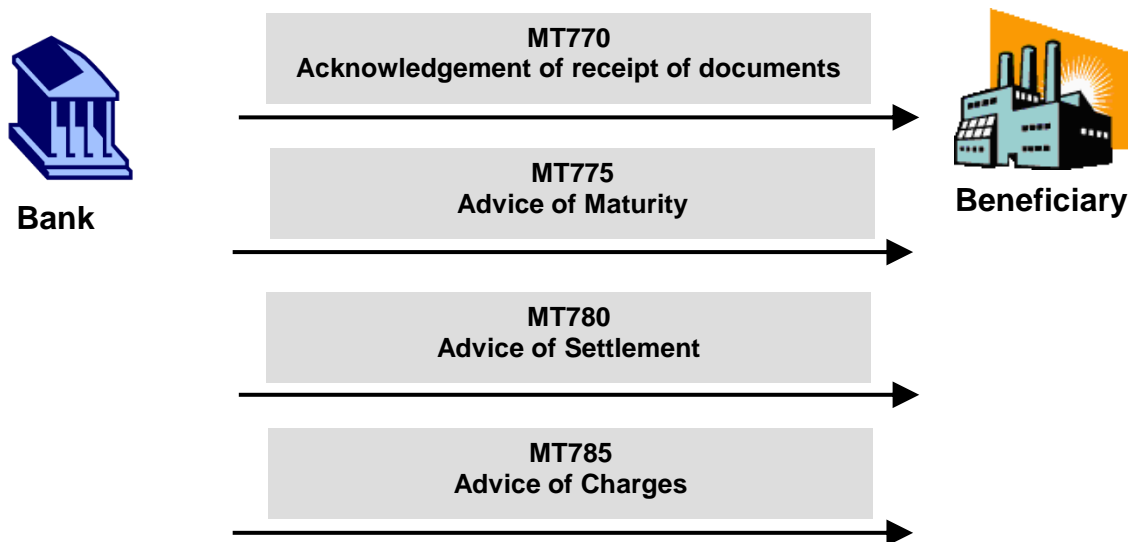 MT770
Acknowledgement of receipt of documents
Bank
MT775
Advice of Maturity
Beneficiary
MT780
Advice of Settlement
MT785
Advice of Charges